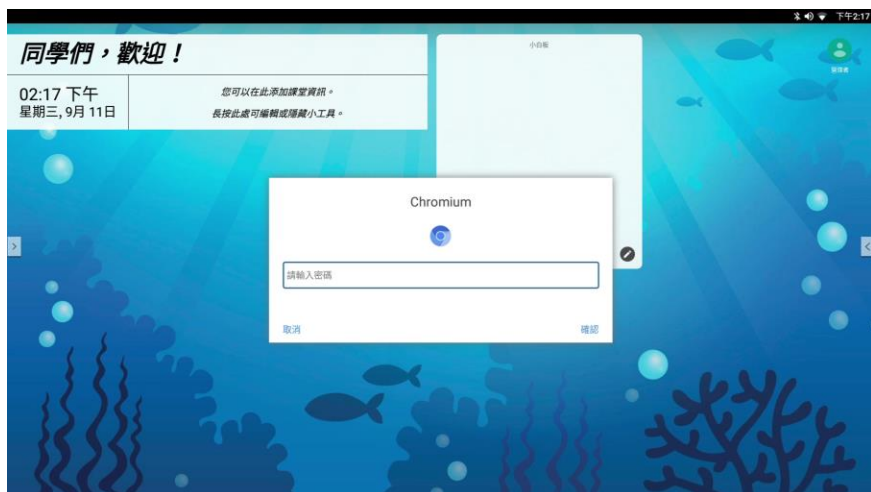 下午2:17
同學們，歡迎！
小白板
管理者
02:17 下午
星期三, 9月 11日
您可以在此添加課堂資訊。
長按此處可編輯或隱藏小工具。
Chromium
請輸入密碼
取消
確認